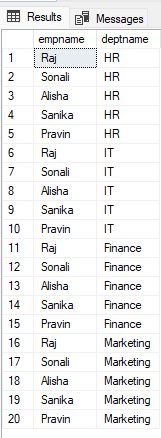 Results Messages
empname deptname
1 Raj HR
2 Sonali HR
3 Alisha HR
4 Sanika HR
5 Pravin HR
6 Raj IT
7 Sonali IT
8 Alisha IT
9 Sanika IT
10 Pravin IT
11 Raj Finance
12 Sonali Finance
13 Alisha Finance
14 Sanika Finance
15 Pravin Finance
16 Raj Marketing
17 Sonali Marketing
18 Alisha Marketing
19 Sanika Marketing
20 Pravin Marketing